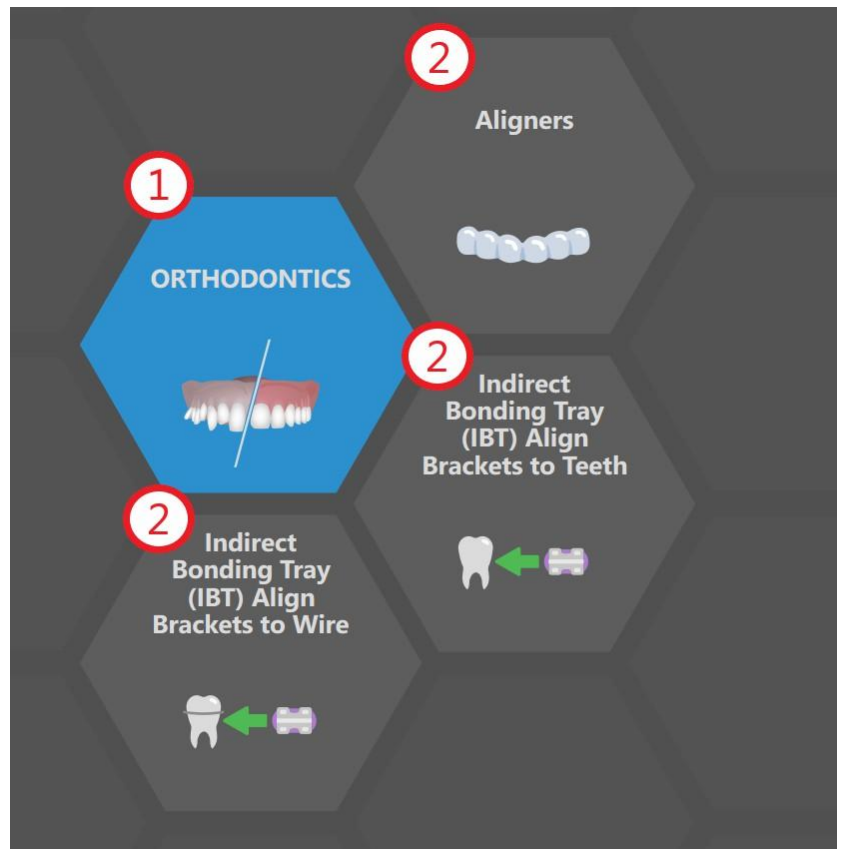 2
Aligners
1
ORTHODONTICS
2
Indirect
Bonding Tray
(IBT) Align
Brackets to Teeth
2
Indirect
Bonding Tray
(IBT) Align
Brackets to Wire